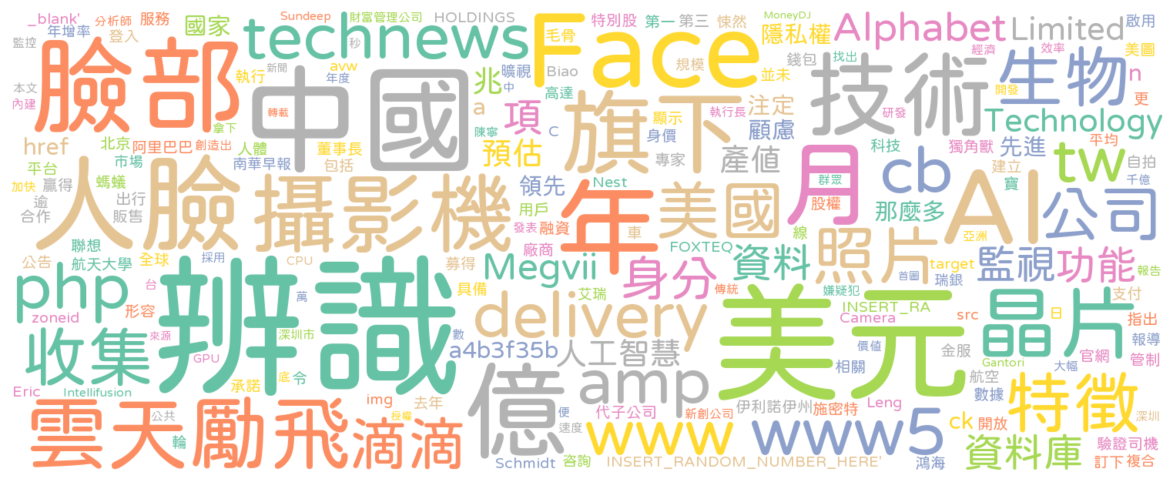 _blank' 分析師 服務 國家 Sundeep 財富管理公司 HOLDINGS 特別股 第一 第三 悚然 MoneyDJ Alphabet Limited 啟用
監控 年增率 登入 technews 毛骨 Face 隱私權 錢包 找出 經濟 效率 美圖
臉部 中國 執行 avw 秒 兆 曠視 Biao 規模 並未 技術 生物 n
本文 新聞 年度 中 a 高達 旗下 顯示 注定 執行長 研發 開發 更
內建 轉載 項 陳寧 C 身價 顧慮 Technology
href 北京 阿里巴巴 創造出 拿下 人體 董事長 預估 專家 產值 科技 獨角獸 先進 平均
平台 市場 南華早報 包括 領先 Nest 美國 月 群眾 cb 建立 tw 自拍
加快 贏得 螞蟻 出行 人臉 攝影機 用戶 年 股權 那麼多 寶 AI 公司 千億
逾 合作 販售 發表 融資 車 線 亞洲
聯想 廠商 FOXTEQ 照片 監視 功能
公告 航天大學 全球 採用 CPU 募得 Megvii 身分 資料 首圖 target 報告
php 台 萬 具備 艾瑞 傳統 嫌疑犯 瑞銀 支付
zoneid 形容 辨識 delivery 美元 INSERT_RA 日 晶片 指出
來源 深圳市 數 Camera src 報導
收集 GPU a4b3f35b 人工智慧 價值 相關 金服 Gantori 官網 管制
Eric Intellifusion 承諾 底 令 億 amp 大幅 航空 數據
雲天勵飛 img 去年 滴滴 便 代子公司 新創公司 伊利諾伊州 施密特 Leng ck 開放 特徵 深圳
公共 授權 速度 www www5 驗證 司機
輪 Schmidt 咨詢 INSERT_RANDOM_NUMBER_HERE' 鴻海 資料庫 訂下 複合